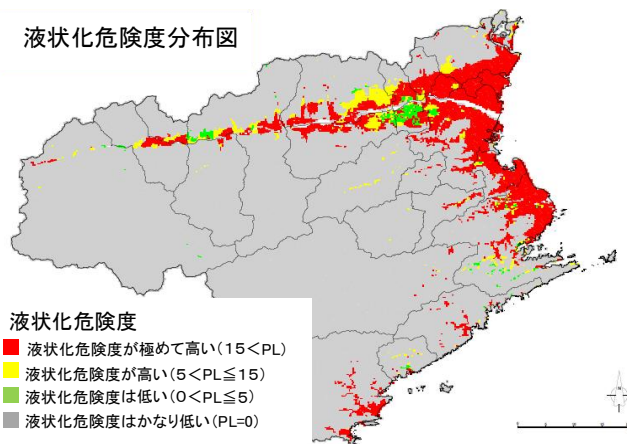 液状化危険度分布図
液状化危険度
液状化危険度が極めて高い(15<PL)
液状化危険度が高い(5<PL≦15)
液状化危険度は低い(0<PL≦5)
液状化危険度はかなり低い(PL=0)